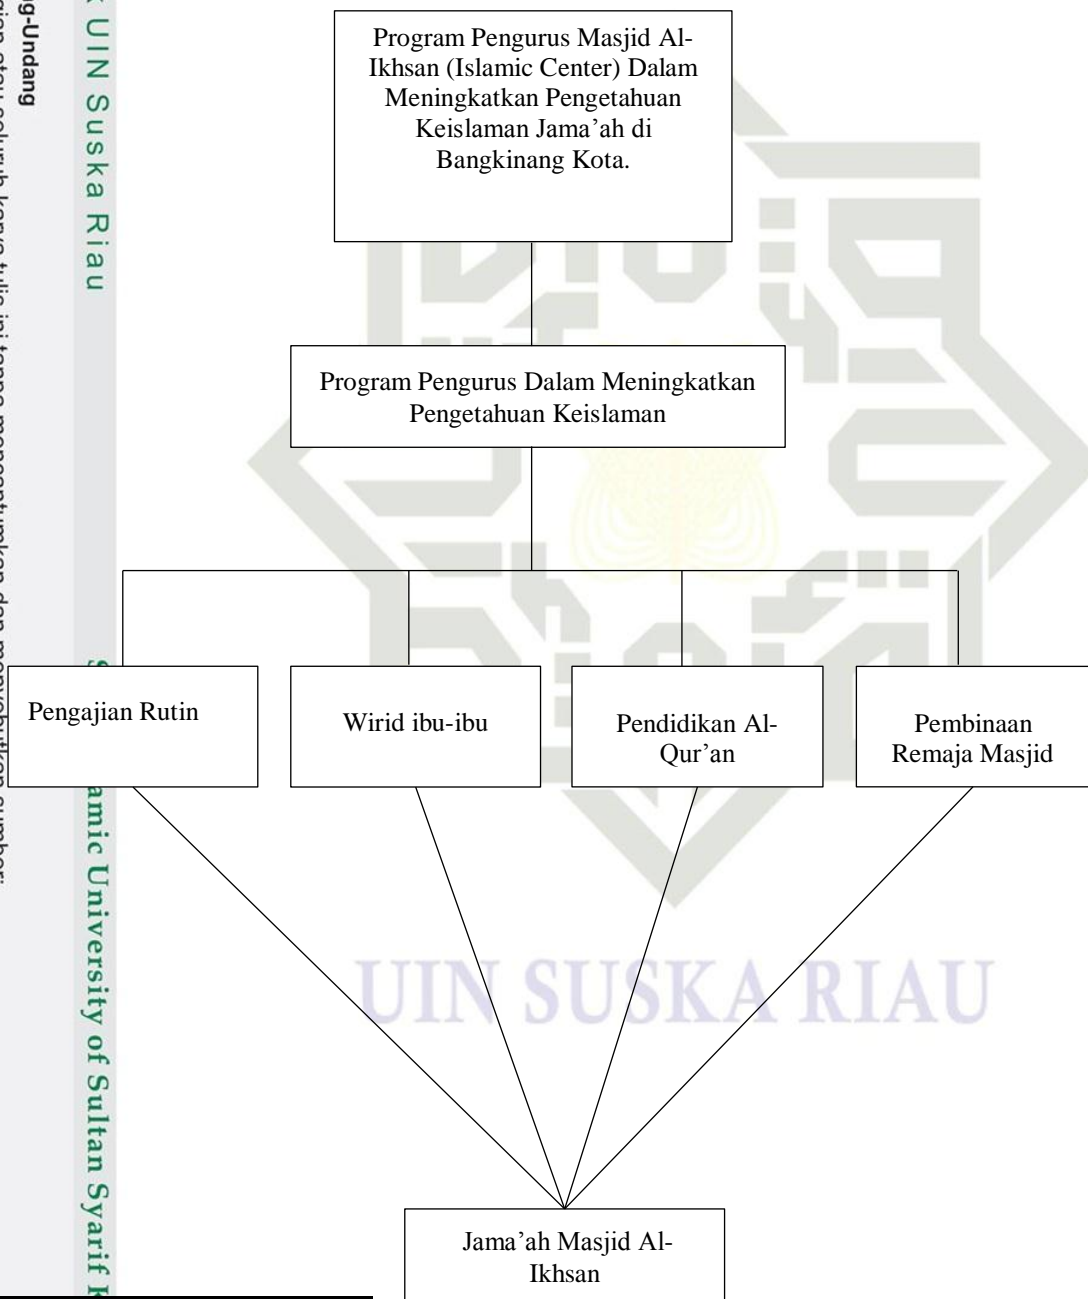 Program Pengurus Masjid Al-
Ikhsan (Islamic Center) Dalam
Meningkatkan Pengetahuan
Keislaman Jama’ah di
Bangkinang Kota.
Program Pengurus Dalam Meningkatkan
Pengetahuan Keislaman
Pengajian Rutin
Wirid ibu-ibu
Pendidikan Al-
Qur’an
Pembinaan
Remaja Masjid
Jama’ah Masjid Al-
Ikhsan
UIN SUSKA RIAU
UIN Suska Riau
University of Sultan Syarif